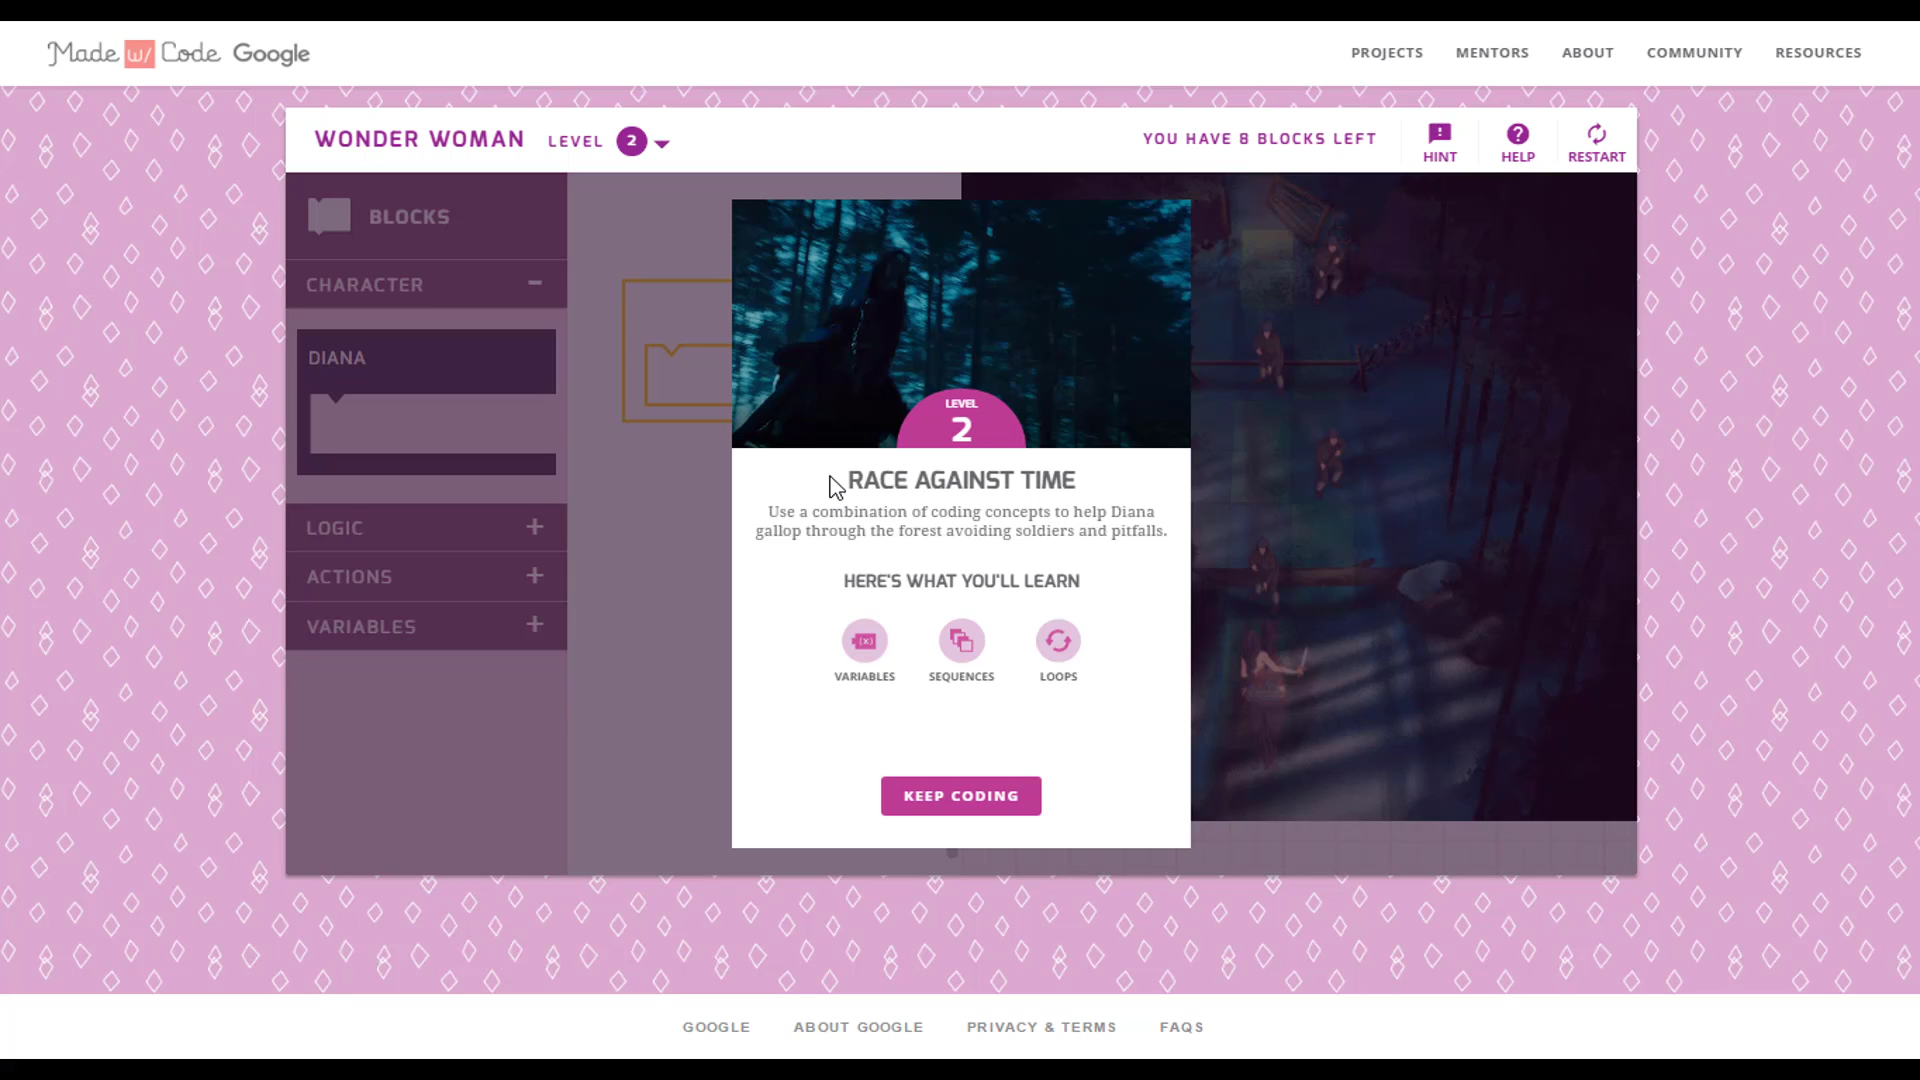 Made w/ Code Google
PROJECTS MENTORS ABOUT COMMUNITY RESOURCES
WONDER WOMAN LEVEL 2
YOU HAVE 8 BLOCKS LEFT
HINT HELP RESTART
BLOCKS
CHARACTER
DIANA
LOGIC
ACTIONS
VARIABLES
LEVEL
2
RACE AGAINST TIME
Use a combination of coding concepts to help Diana
gallop through the forest avoiding soldiers and pitfalls.
HERE'S WHAT YOU'LL LEARN
VARIABLES SEQUENCES LOOPS
KEEP CODING
GOOGLE ABOUT GOOGLE PRIVACY & TERMS FAQS